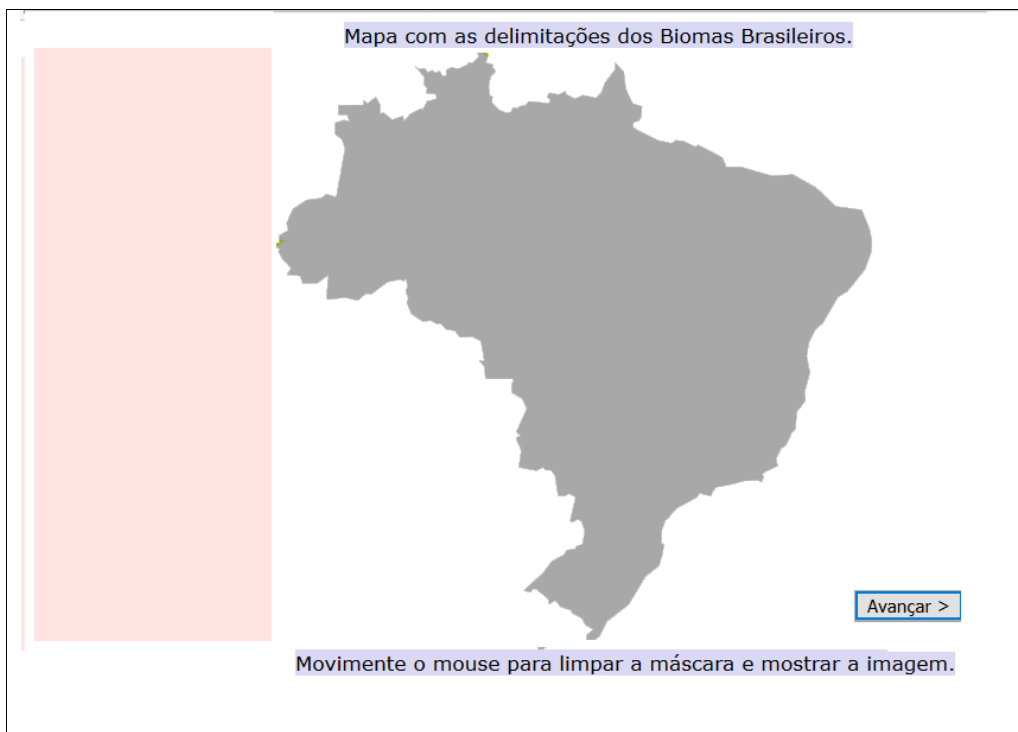 Mapa com as delimitações dos Biomas Brasileiros.
Avançar >
Movimente o mouse para limpar a máscara e mostrar a imagem.